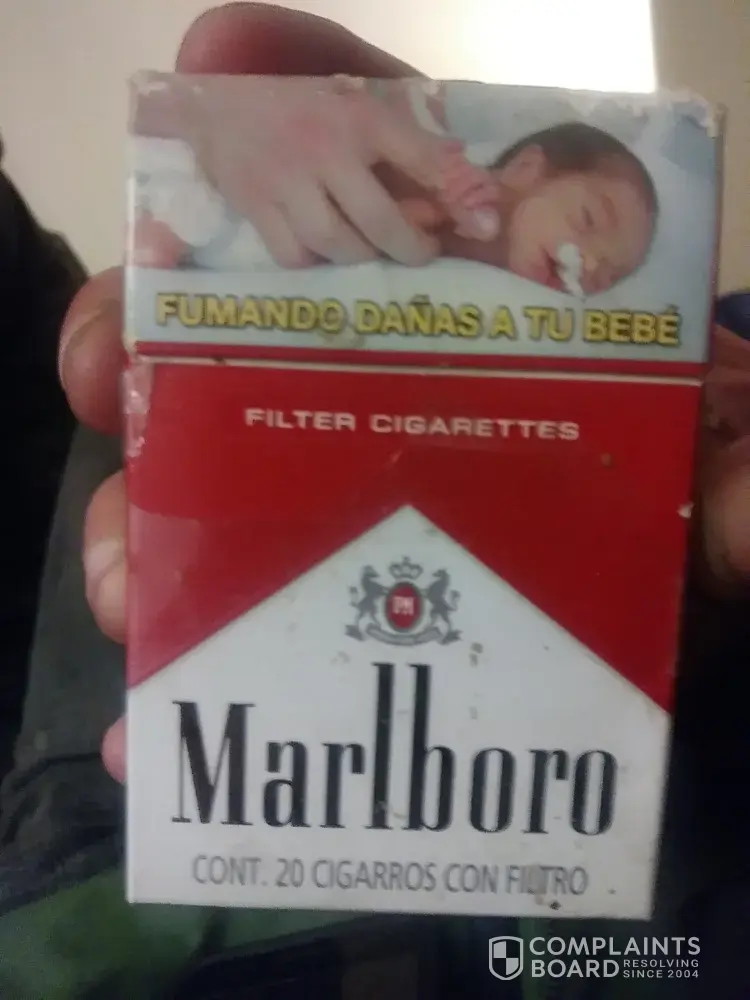 FUMANDO DAÑAS A TU BEBÉ
FILTER CIGARETTES
PM
Marlboro
CONT. 20 CIGARROS CON FILTRO
COMPLAINTS
BOARD RESOLVING
SINCE 2004